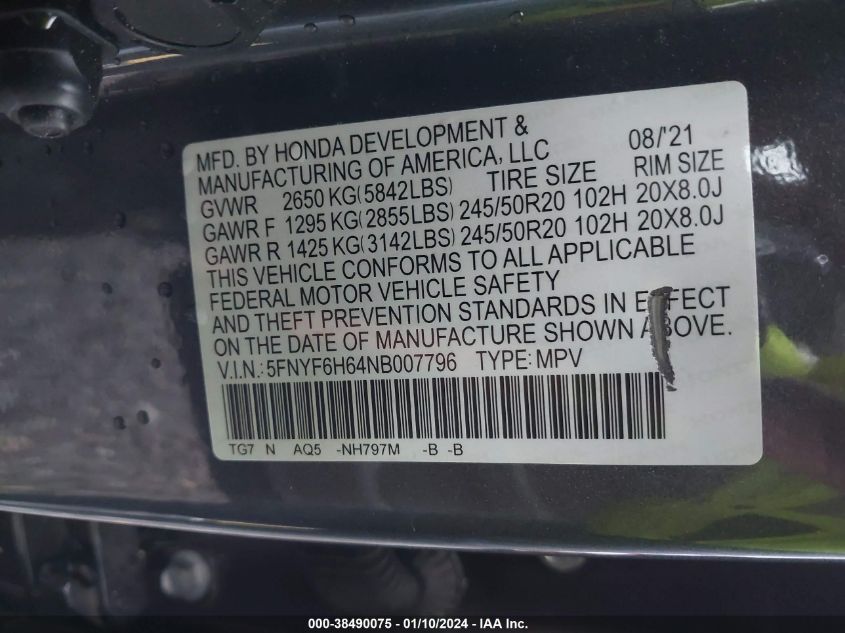 MFD. BY HONDA DEVELOPMENT & 08/'21
MANUFACTURING OF AMERICA, LLC
GVWR 2650 KG(5842LBS) TIRE SIZE RIM SIZE
GAWR F 1295 KG(2855LBS) 245/50R20 102H 20X8.0J
GAWR R 1425 KG(3142LBS) 245/50R20 102H 20X8.0J
THIS VEHICLE CONFORMS TO ALL APPLICABLE
FEDERAL MOTOR VEHICLE SAFETY
AND THEFT PREVENTION STANDARDS IN EFFECT
ON THE DATE OF MANUFACTURE SHOWN ABOVE.
V.I.N.:5FNYF6H64NB007796 TYPE:MPV
TG7 N AQ5 -NH797M -B -B
000-38490075 - 01/10/2024 - IAA Inc.